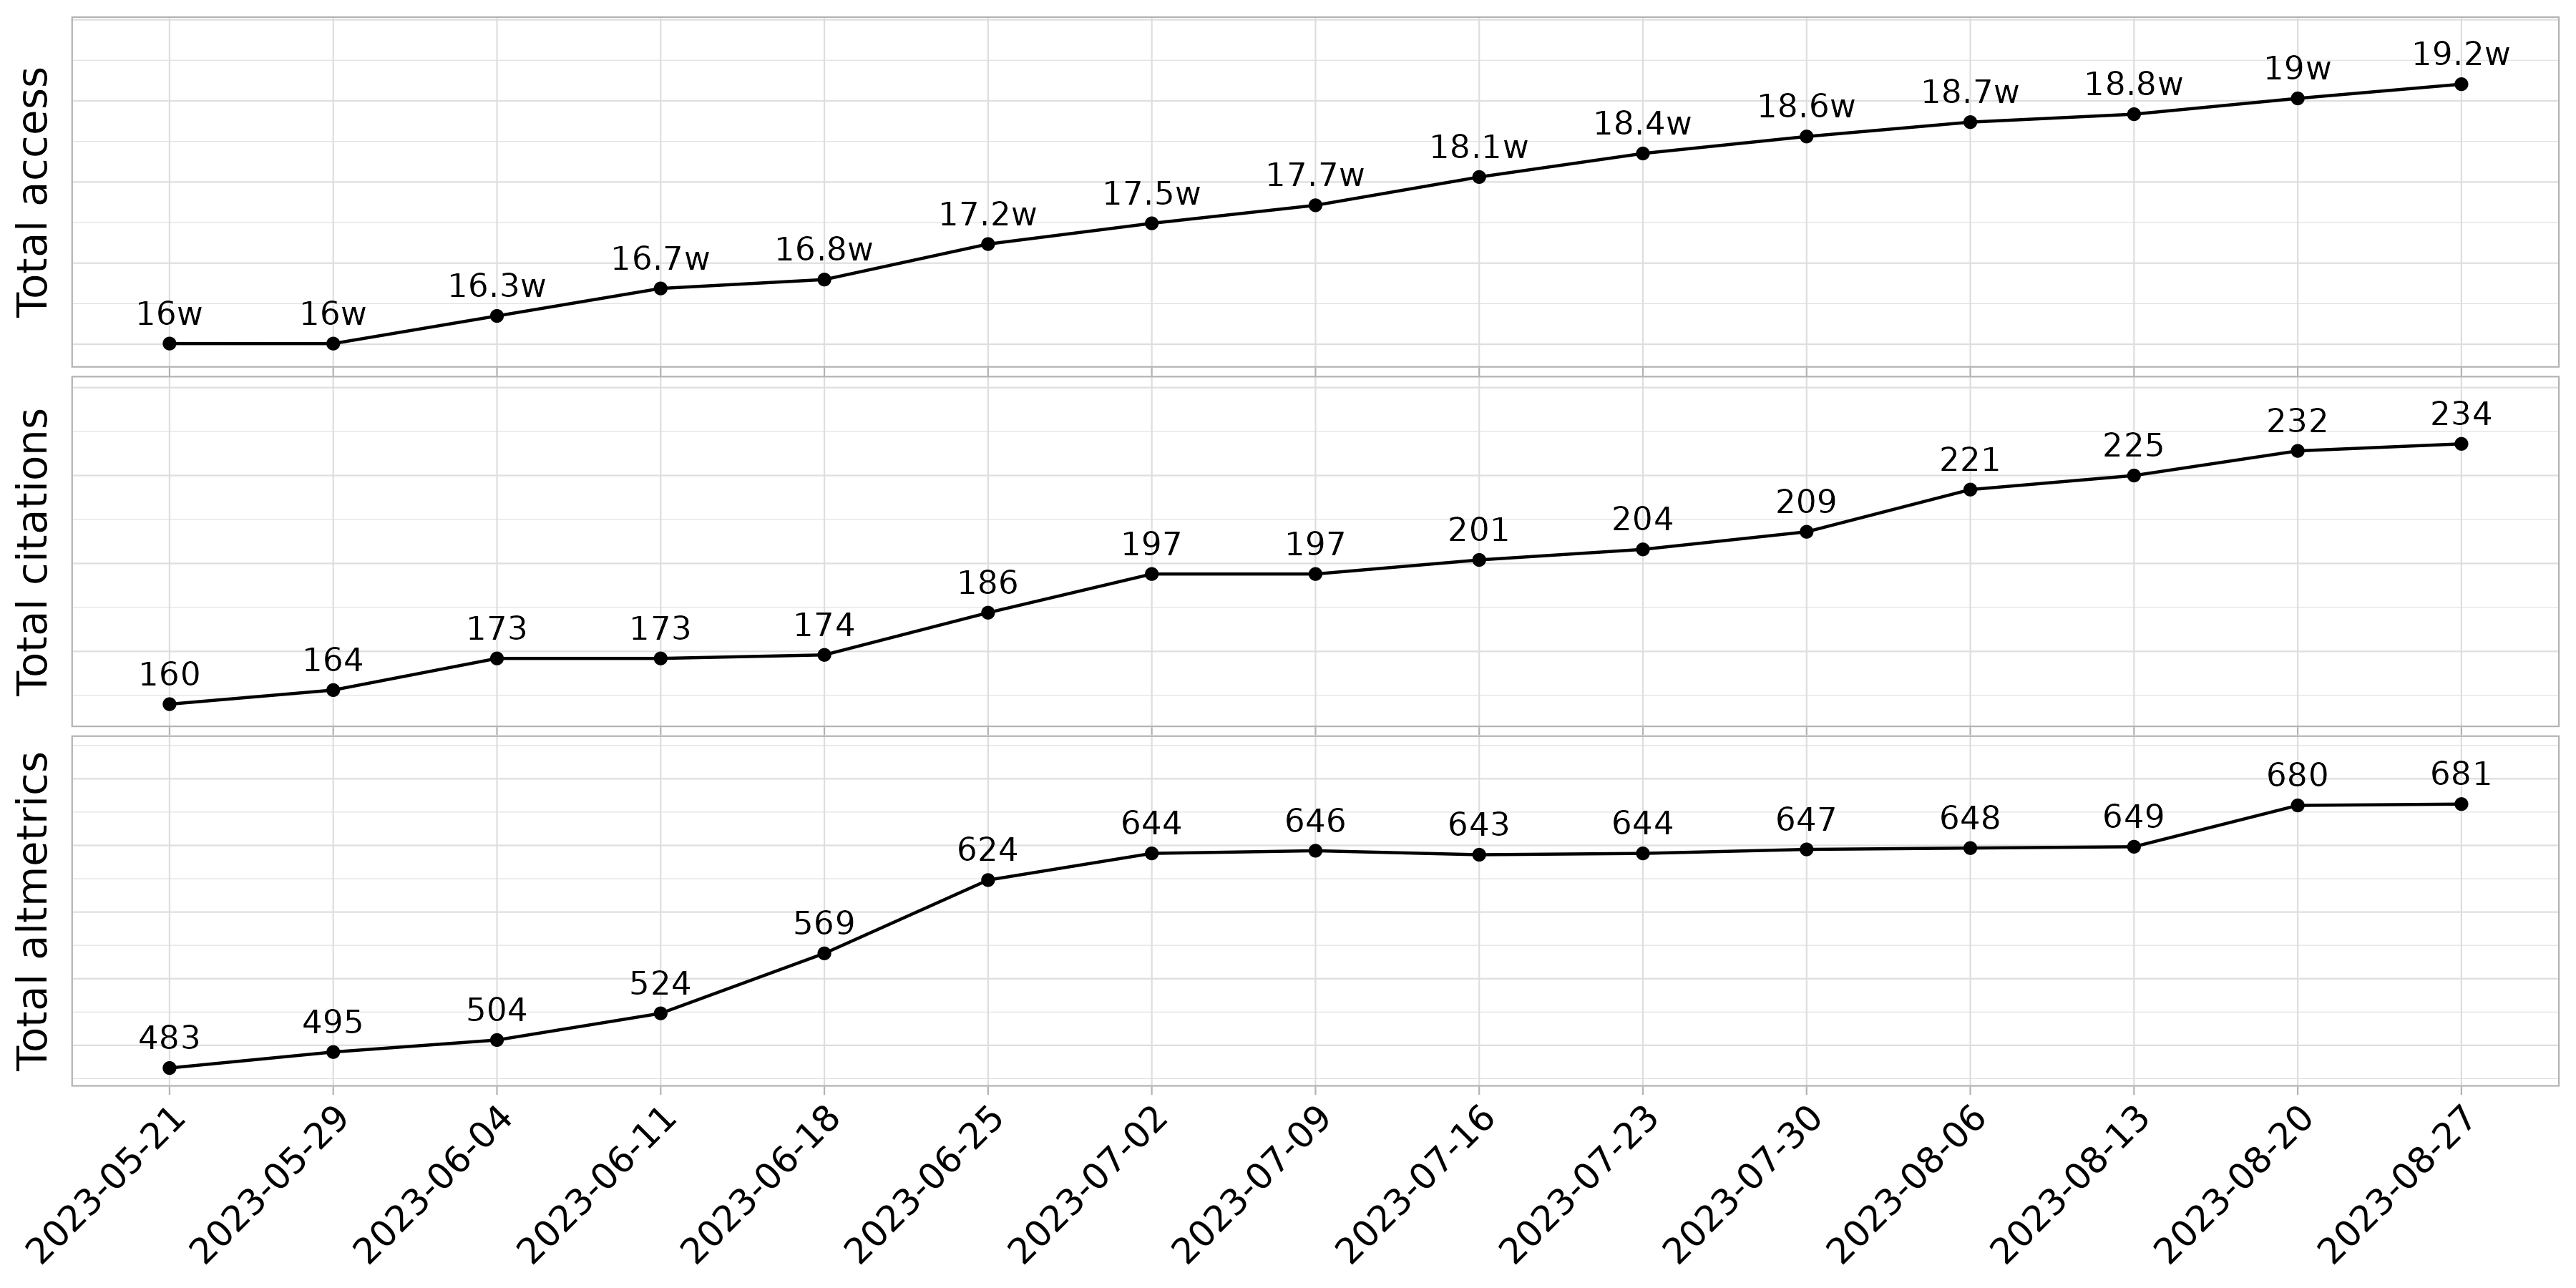 Total access
16w 16w 16.3w 16.7w 16.8w 17.2w 17.5w 17.7w 18.1w 18.4w 18.6w 18.7w 18.8w 19w 19.2w
Total citations
160 164 173 173 174 186 197 197 201 204 209 221 225 232 234
Total altmetrics
483 495 504 524 569 624 644 646 643 644 647 648 649 680 681
2023-05-21 2023-05-29 2023-06-04 2023-06-11 2023-06-18 2023-06-25 2023-07-02 2023-07-09 2023-07-16 2023-07-23 2023-07-30 2023-08-06 2023-08-13 2023-08-20 2023-08-27